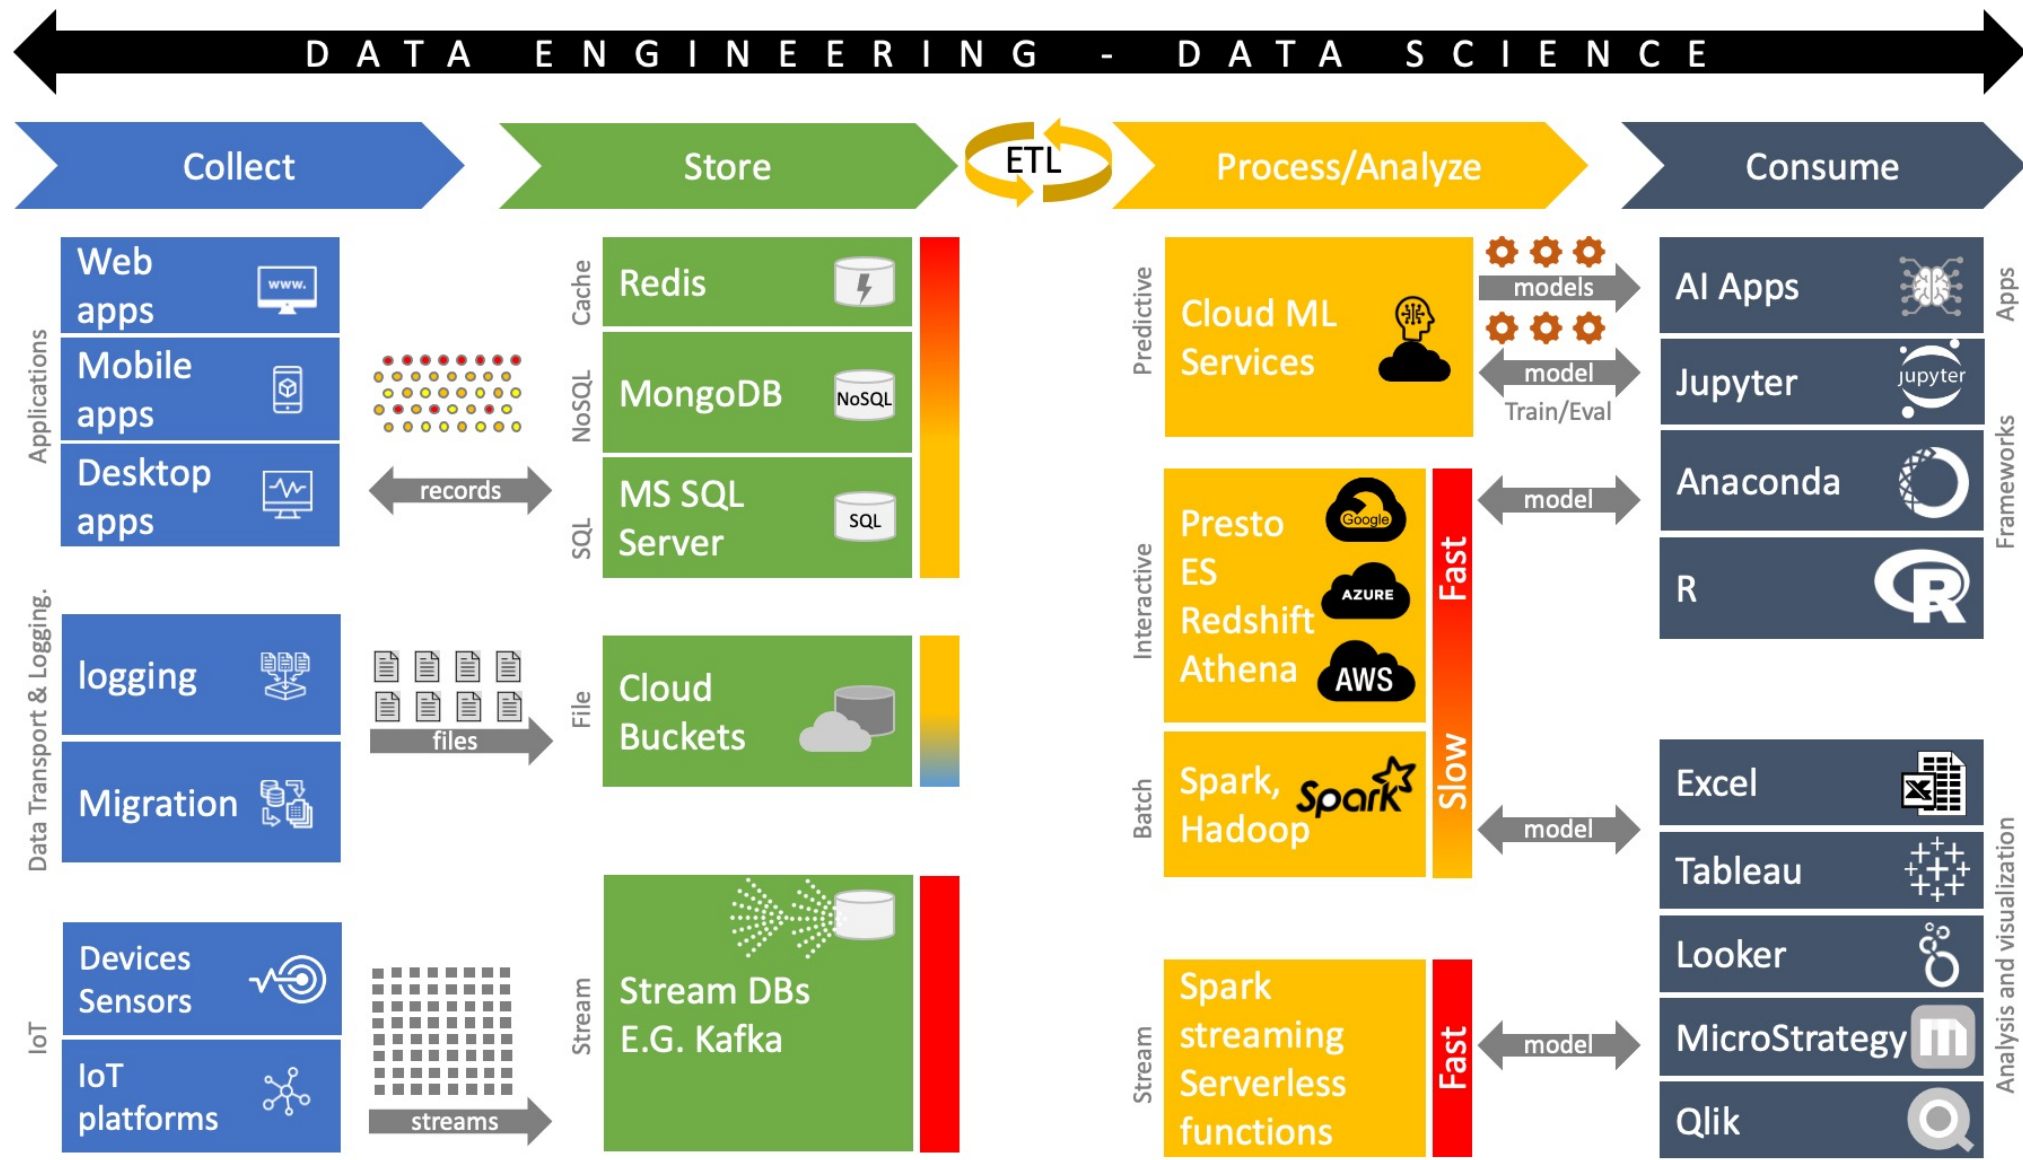 DATA ENGINEERING - DATA SCIENCE
Collect
Store
ETL
Process/Analyze
Consume
Applications
Web
apps
www.
Mobile
apps
Desktop
apps
records
Data Transport & Logging.
logging
Migration
files
IoT
Devices
Sensors
IoT
platforms
streams
Cache
Redis
NoSQL
MongoDB
NoSQL
SQL
MS SQL
Server
SQL
File
Cloud
Buckets
Stream
Stream DBs
E.G. Kafka
Predictive
Cloud ML
Services
models
model
Train/Eval
Interactive
Presto
ES
Redshift
Athena
Google
AZURE
AWS
Fast
Slow
model
Batch
Spark,
Hadoop
Spark
model
Stream
Spark
streaming
Serverless
functions
Fast
model
AI Apps
Apps
Jupyter
jupyter
Anaconda
R
R
Frameworks
Excel
X
Tableau
Looker
MicroStrategy
m
Qlik
Analysis and visualization